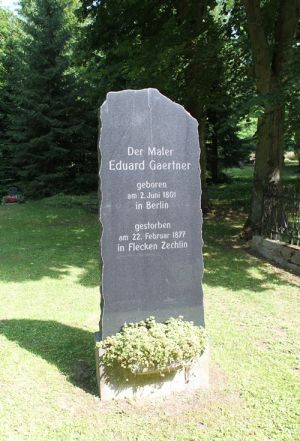 Der Maler
Eduard Gaertner
geboren
am 2. Juni 1801
in Berlin
gestorben
am 22. Februar 1877
in Flecken Zechlin